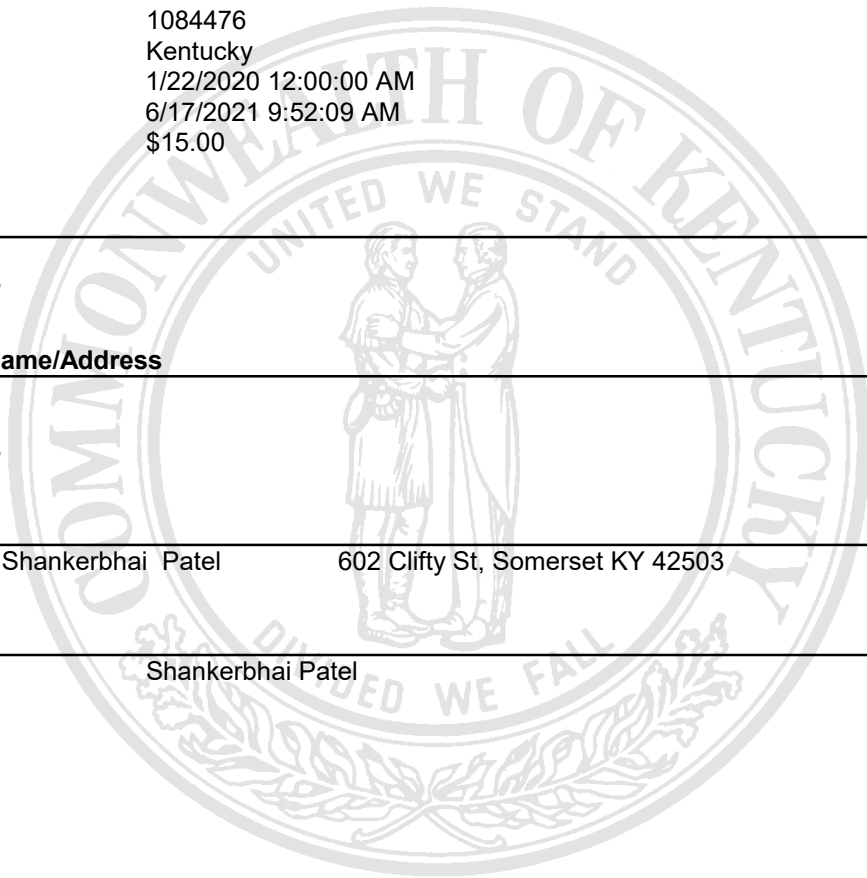 1084476
Kentucky
1/22/2020 12:00:00 AM
6/17/2021 9:52:09 AM
$15.00
COMMONWEALTH OF KENTUCKY
UNITED WE STAND
ame/Address
Shankerbhai Patel 602 Clifty St, Somerset KY 42503
Shankerbhai Patel
DIVIDED WE FALL